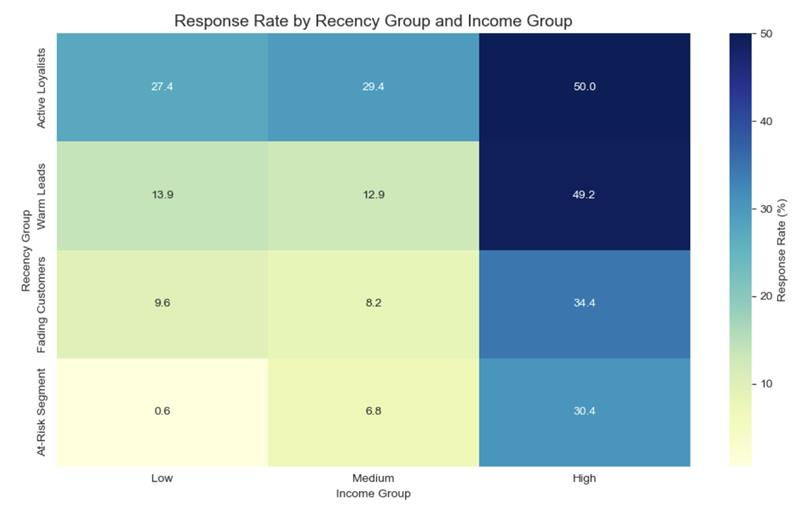 Response Rate by Recency Group and Income Group
Recency Group
Active Loyalists
27.4
29.4
50.0
Warm Leads
13.9
12.9
49.2
Fading Customers
9.6
8.2
34.4
At-Risk Segment
0.6
6.8
30.4
Low
Medium
High
Income Group
50
40
30
20
10
Response Rate (%)